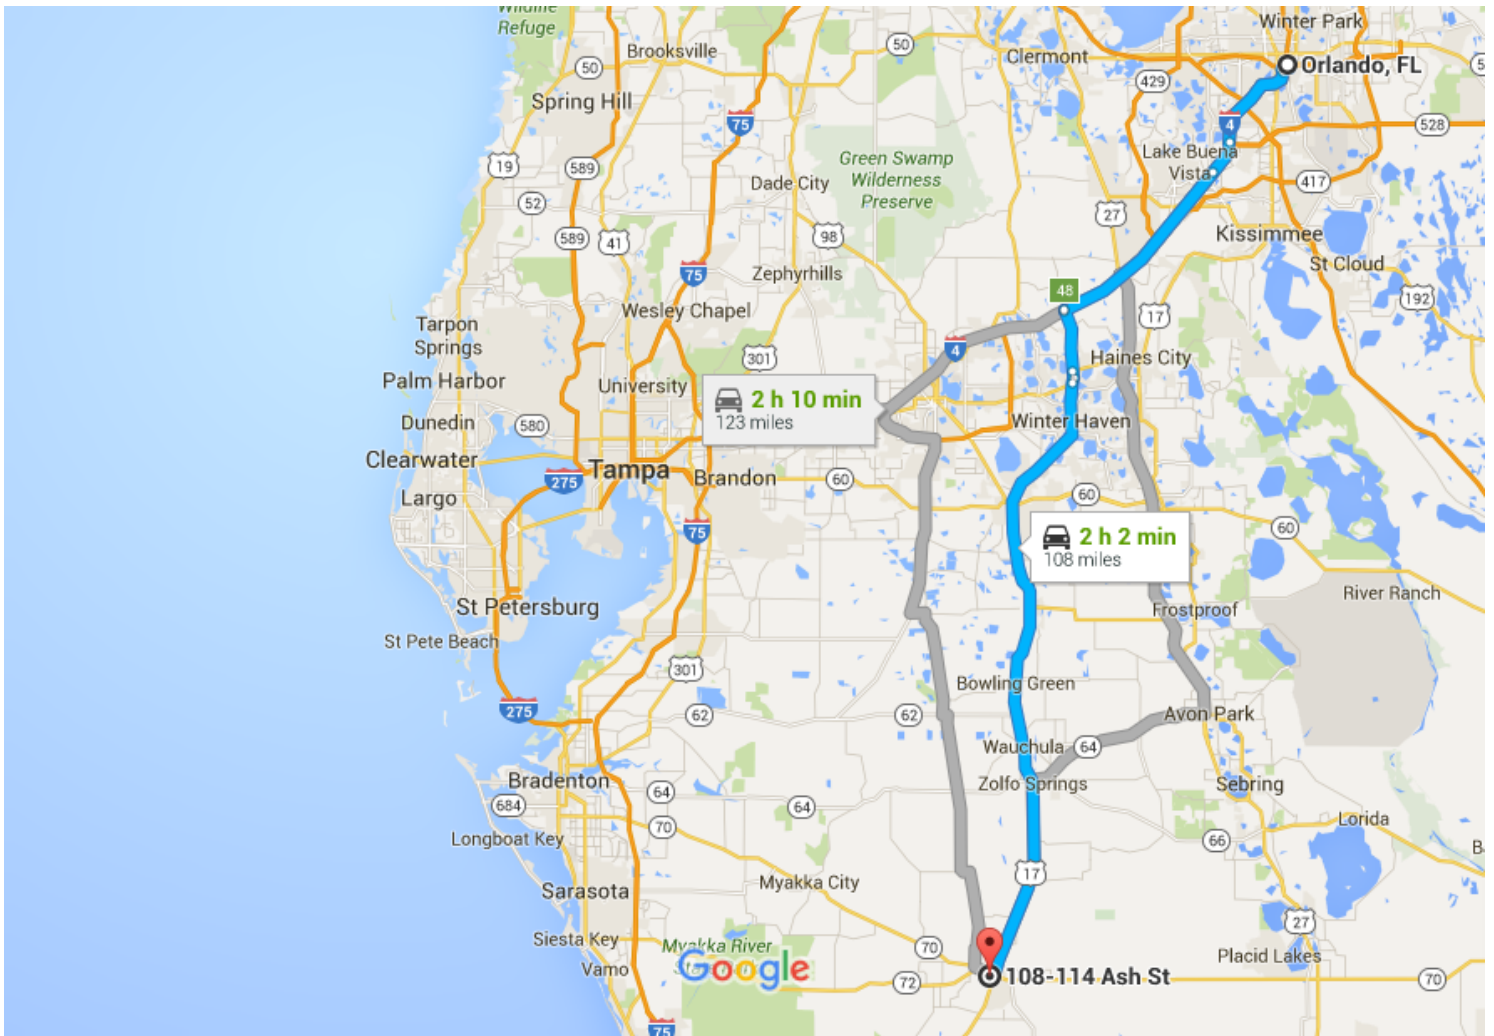 Wildlife
Refuge
Winter Park
Brooksville
50
Clermont
Orlando, FL
50
429
Spring Hill
75
4
528
Green Swamp
Wilderness
Preserve
Lake Buena
Vista
19
589
Dade City
417
52
27
589
41
98
Kissimmee
St Cloud
75
Zephyrhills
48
192
Wesley Chapel
17
Tarpon
Springs
301
4
Haines City
Palm Harbor
University
2 h 10 min
123 miles
Dunedin
580
Winter Haven
Clearwater
Tampa
275
Brandon
60
60
Largo
75
60
2 h 2 min
108 miles
St Petersburg
River Ranch
Frostproof
St Pete Beach
301
Bowling Green
275
62
62
Avon Park
Wauchula
64
Bradenton
Zolfo Springs
Sebring
64
64
684
70
Lorida
Longboat Key
66
17
Myakka City
Sarasota
27
Siesta Key
Myakka River
70
Placid Lakes
Vamo
Google
72
108-114 Ash St
70
75